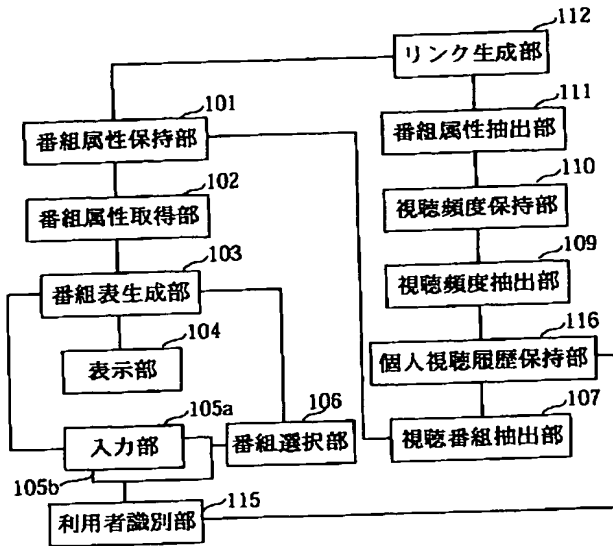 112
リンク生成部
101
番組属性保持部
111
番組属性抽出部
102
番組属性取得部
110
視聴頻度保持部
103
番組表生成部
109
視聴頻度抽出部
104
表示部
116
個人視聴履歴保持部
105a
入力部
106
番組選択部
107
視聴番組抽出部
105b
115
利用者識別部